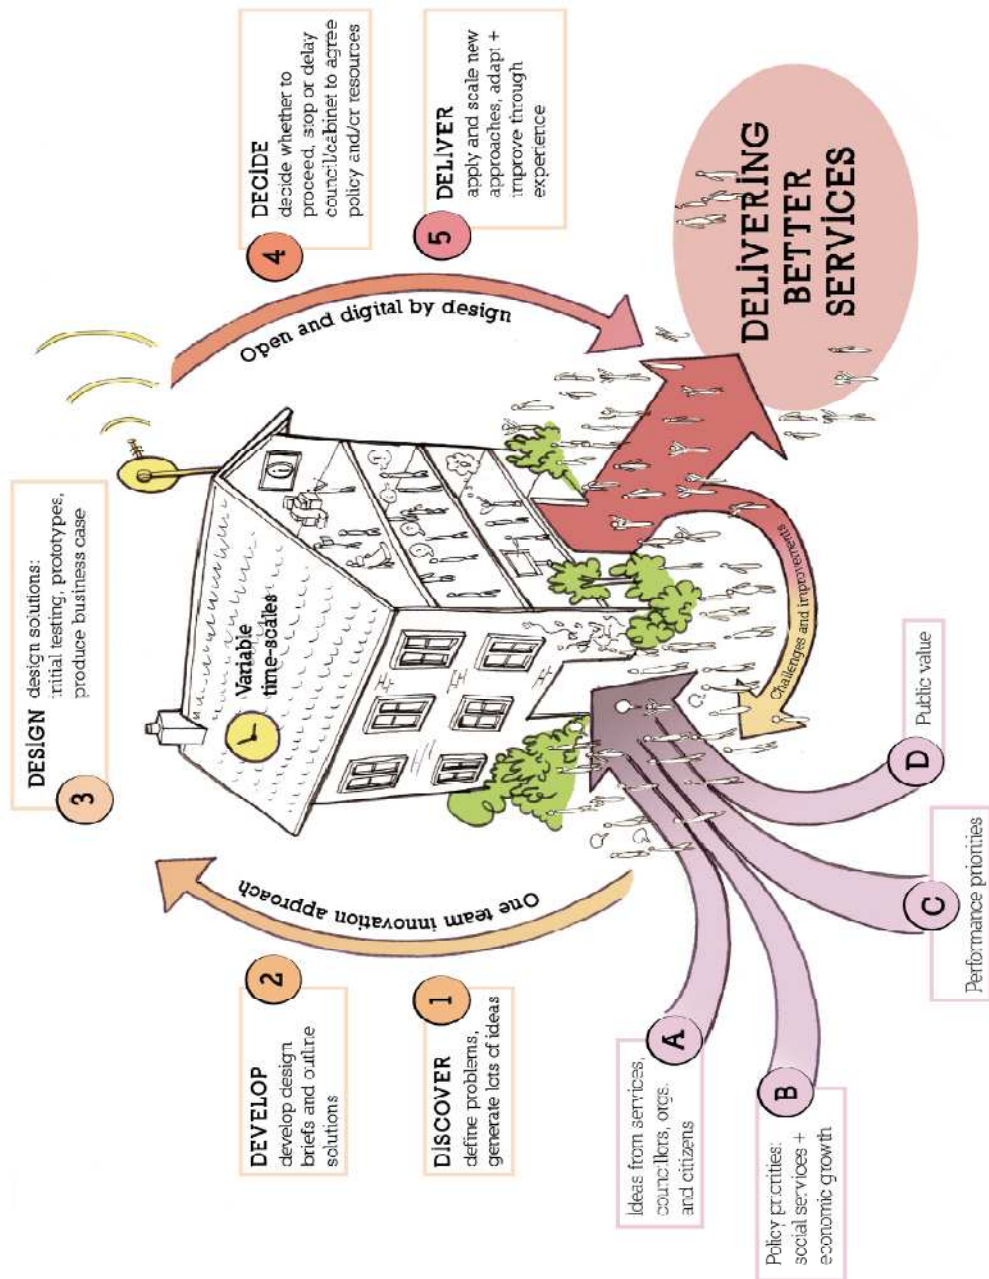 3
DESIGN design solutions:
initial testing, prototypes,
produce business case
2
DEVELOP
develop design
briefs and outline
solutions
1
DISCOVER
define problems,
generate lots of ideas
4
DECIDE
decide whether to
proceed, stop or delay
council/cabinet to agree
policy and/or resources
5
DELIVER
apply and scale new
approaches, adapt +
improve through
experience
One team innovation approach
Variable
time-scales
Open and digital by design
A
Ideas from services,
councillors, orgs.
and citizens
B
Policy priorities:
social services +
economic growth
C
Performance priorities
D
Public value
Challenges and improvements
DELIVERING
BETTER
SERVICES